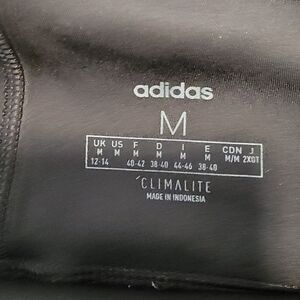 adidas
M
UK US F D I E CDN J
M M M M M M M/M 2XOT
12-14 40-42 38-40 44-46 38-40
CLIMALITE
MADE IN INDONESIA